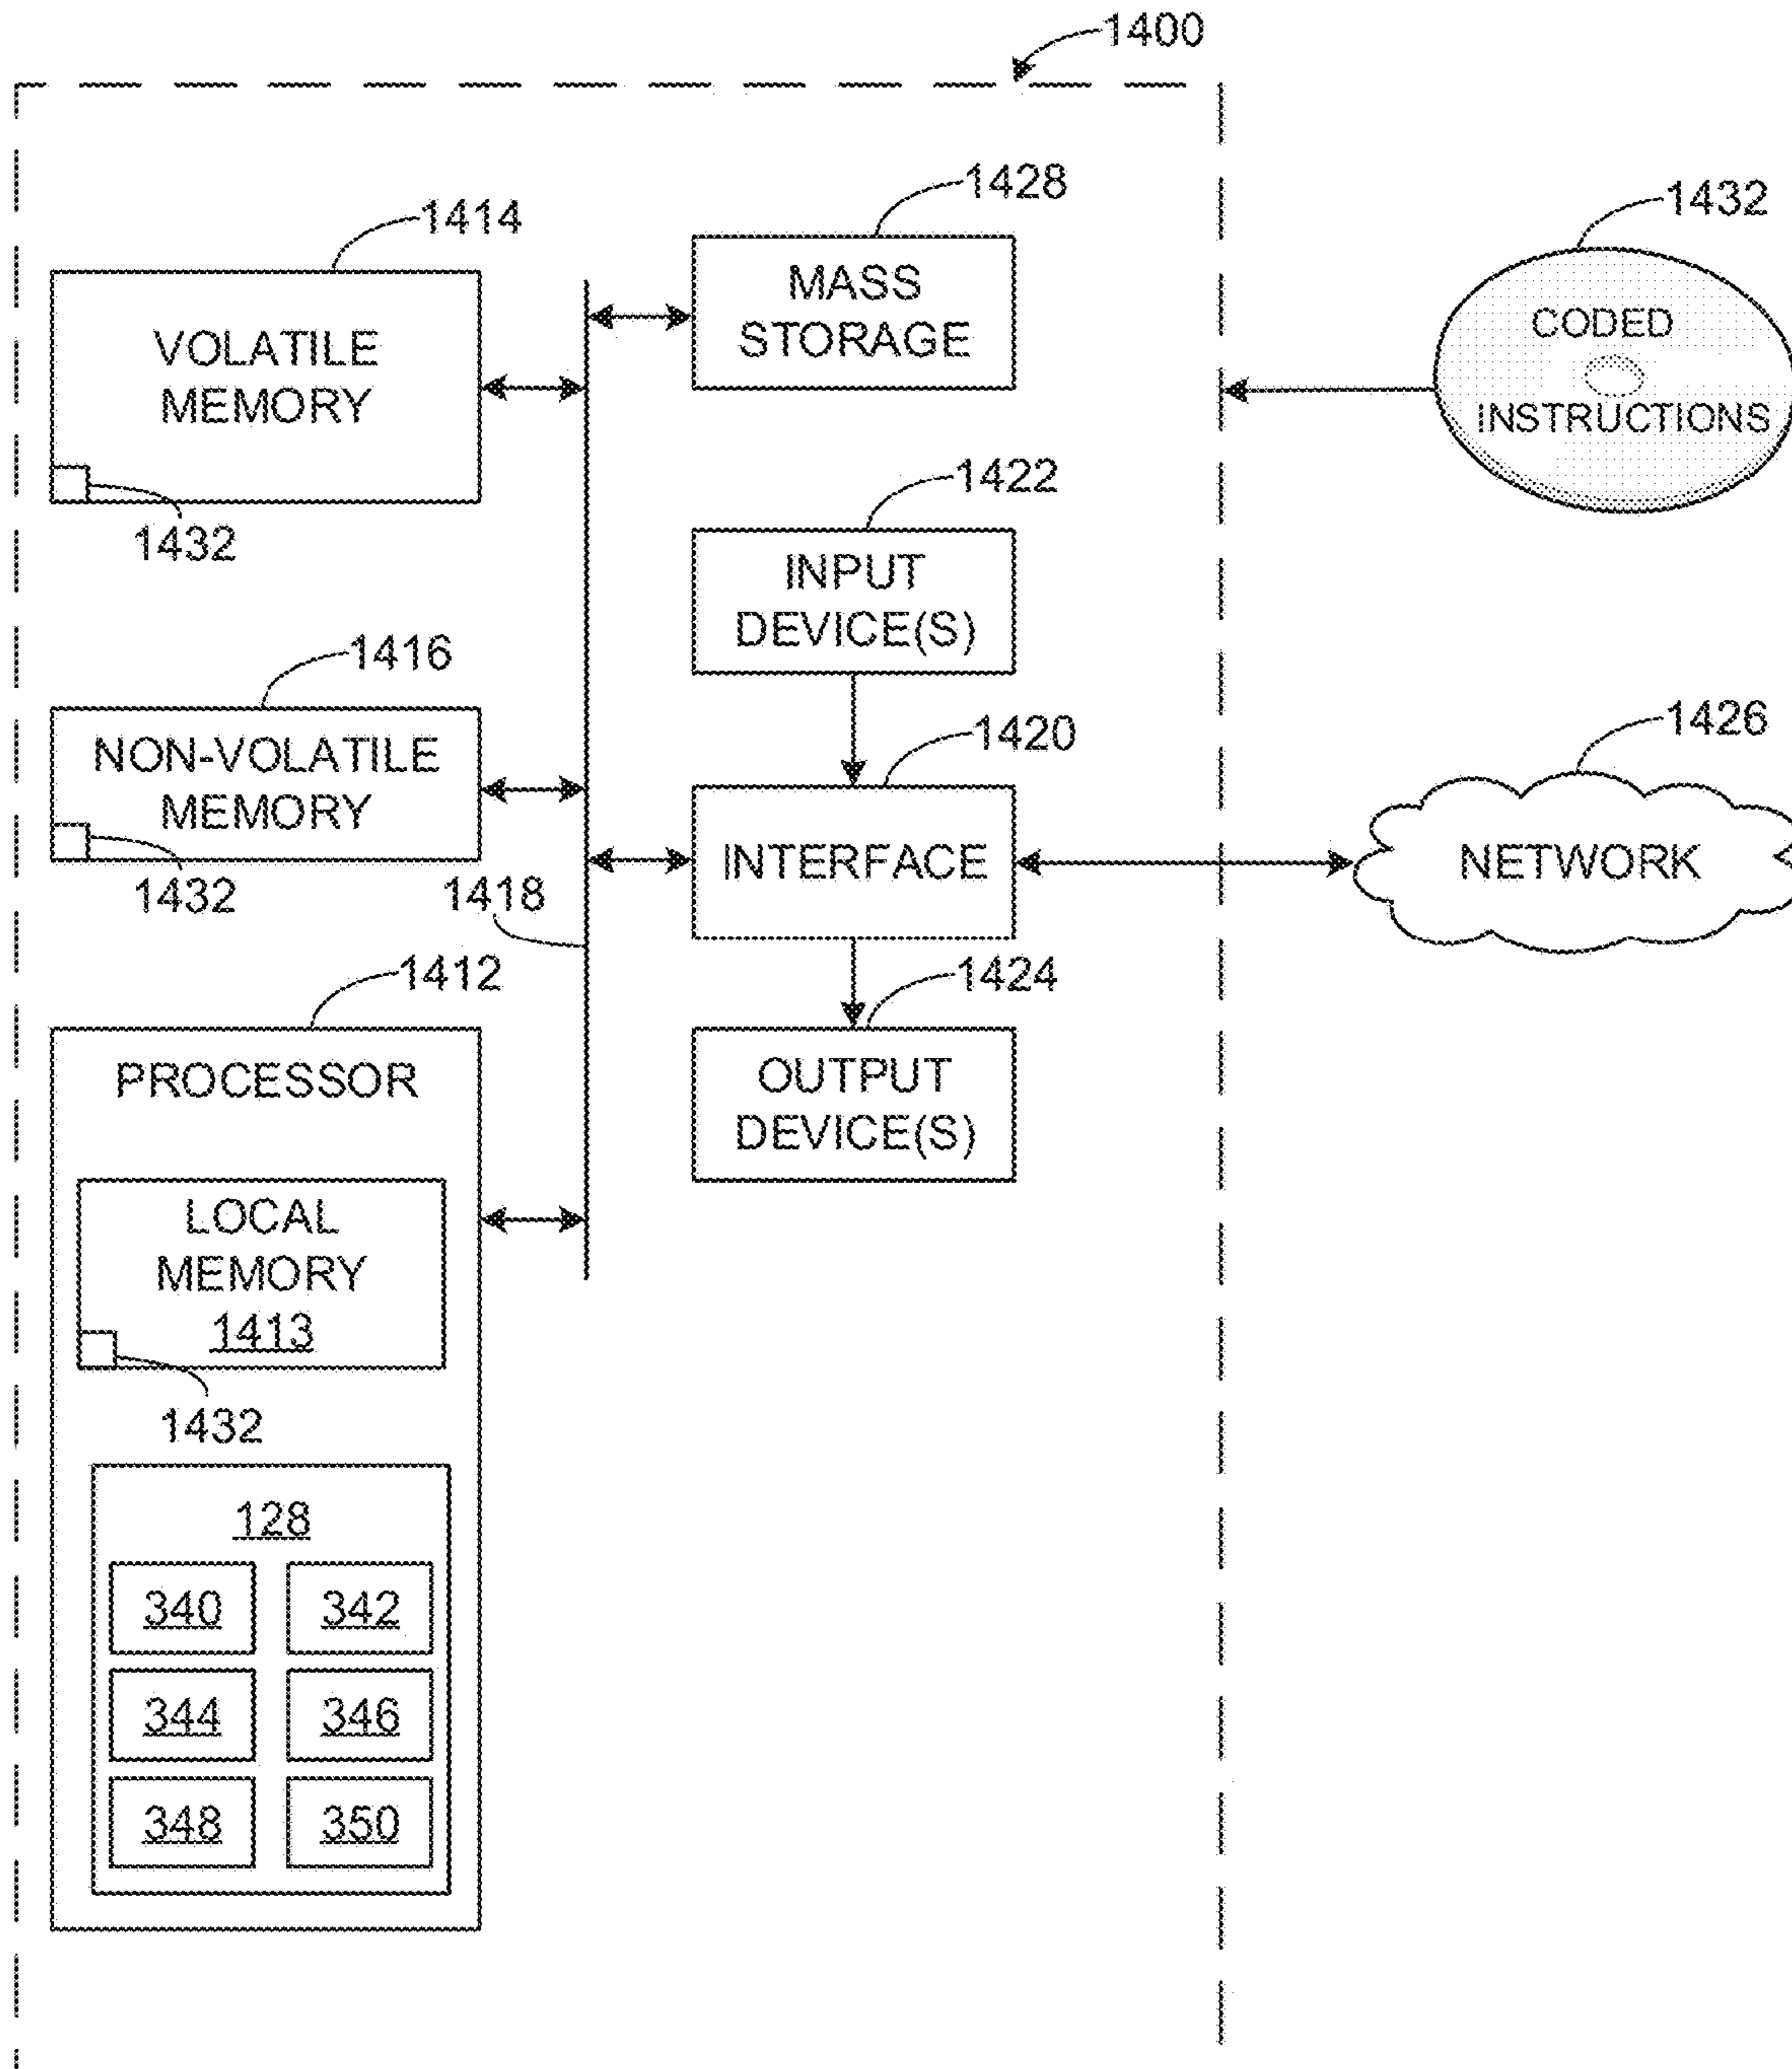 1400
1414
VOLATILE
MEMORY
1432
1428
MASS
STORAGE
1432
CODED
INSTRUCTIONS
1422
INPUT
DEVICE(S)
1416
NON-VOLATILE
MEMORY
1432
1418
1420
INTERFACE
1426
NETWORK
1412
PROCESSOR
1424
OUTPUT
DEVICE(S)
LOCAL
MEMORY
1413
1432
128
340
342
344
346
348
350